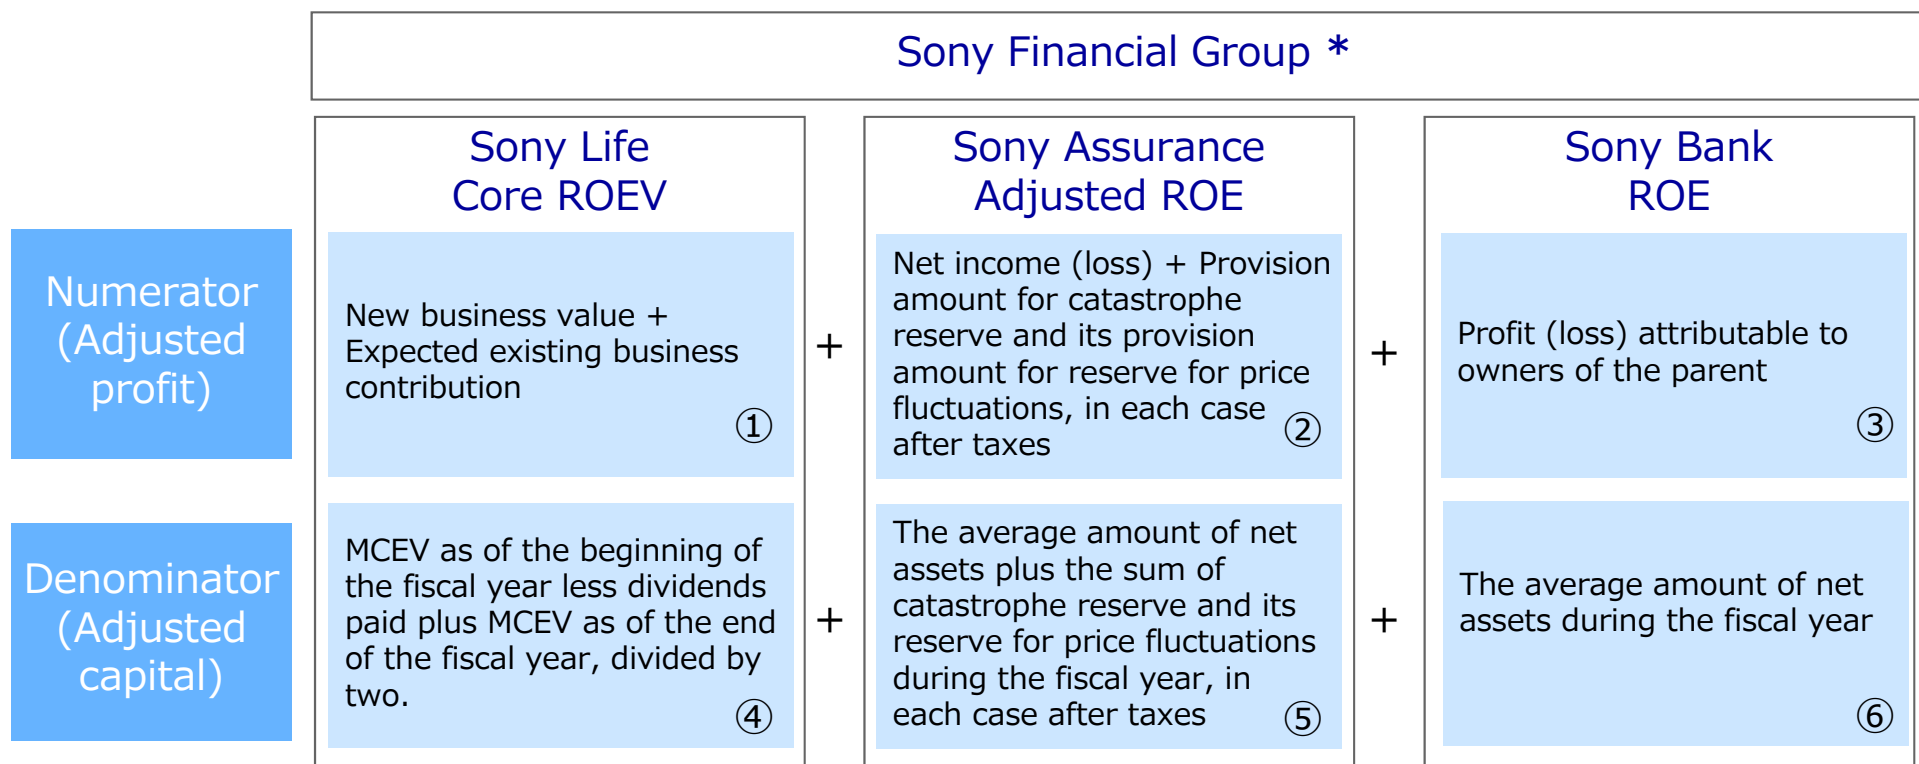 Sony Financial Group *
Sony Life
Core ROEV
Sony Assurance
Adjusted ROE
Sony Bank
ROE
Numerator
(Adjusted
profit)
New business value +
Expected existing business
contribution
①
+
Net income (loss) + Provision
amount for catastrophe
reserve and its provision
amount for reserve for price
fluctuations, in each case
after taxes
②
+
Profit (loss) attributable to
owners of the parent
③
Denominator
(Adjusted
capital)
MCEV as of the beginning of
the fiscal year less dividends
paid plus MCEV as of the end
of the fiscal year, divided by
two.
④
+
The average amount of net
assets plus the sum of
catastrophe reserve and its
reserve for price fluctuations
during the fiscal year, in
each case after taxes
⑤
+
The average amount of net
assets during the fiscal year
⑥